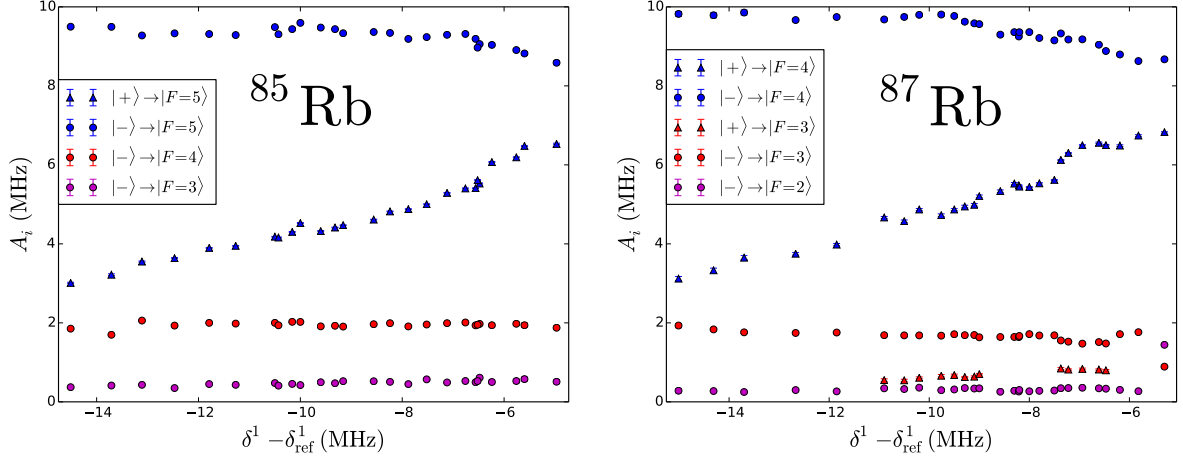 10
8
6
4
2
0
A_i (MHz)
⁸⁵Rb
|+⟩→|F=5⟩
|−⟩→|F=5⟩
|−⟩→|F=4⟩
|−⟩→|F=3⟩
−14 −12 −10 −8 −6
δ¹ −δ¹_ref (MHz)
10
8
6
4
2
0
A_i (MHz)
⁸⁷Rb
|+⟩→|F=4⟩
|−⟩→|F=4⟩
|+⟩→|F=3⟩
|−⟩→|F=3⟩
|−⟩→|F=2⟩
−14 −12 −10 −8 −6
δ¹ −δ¹_ref (MHz)